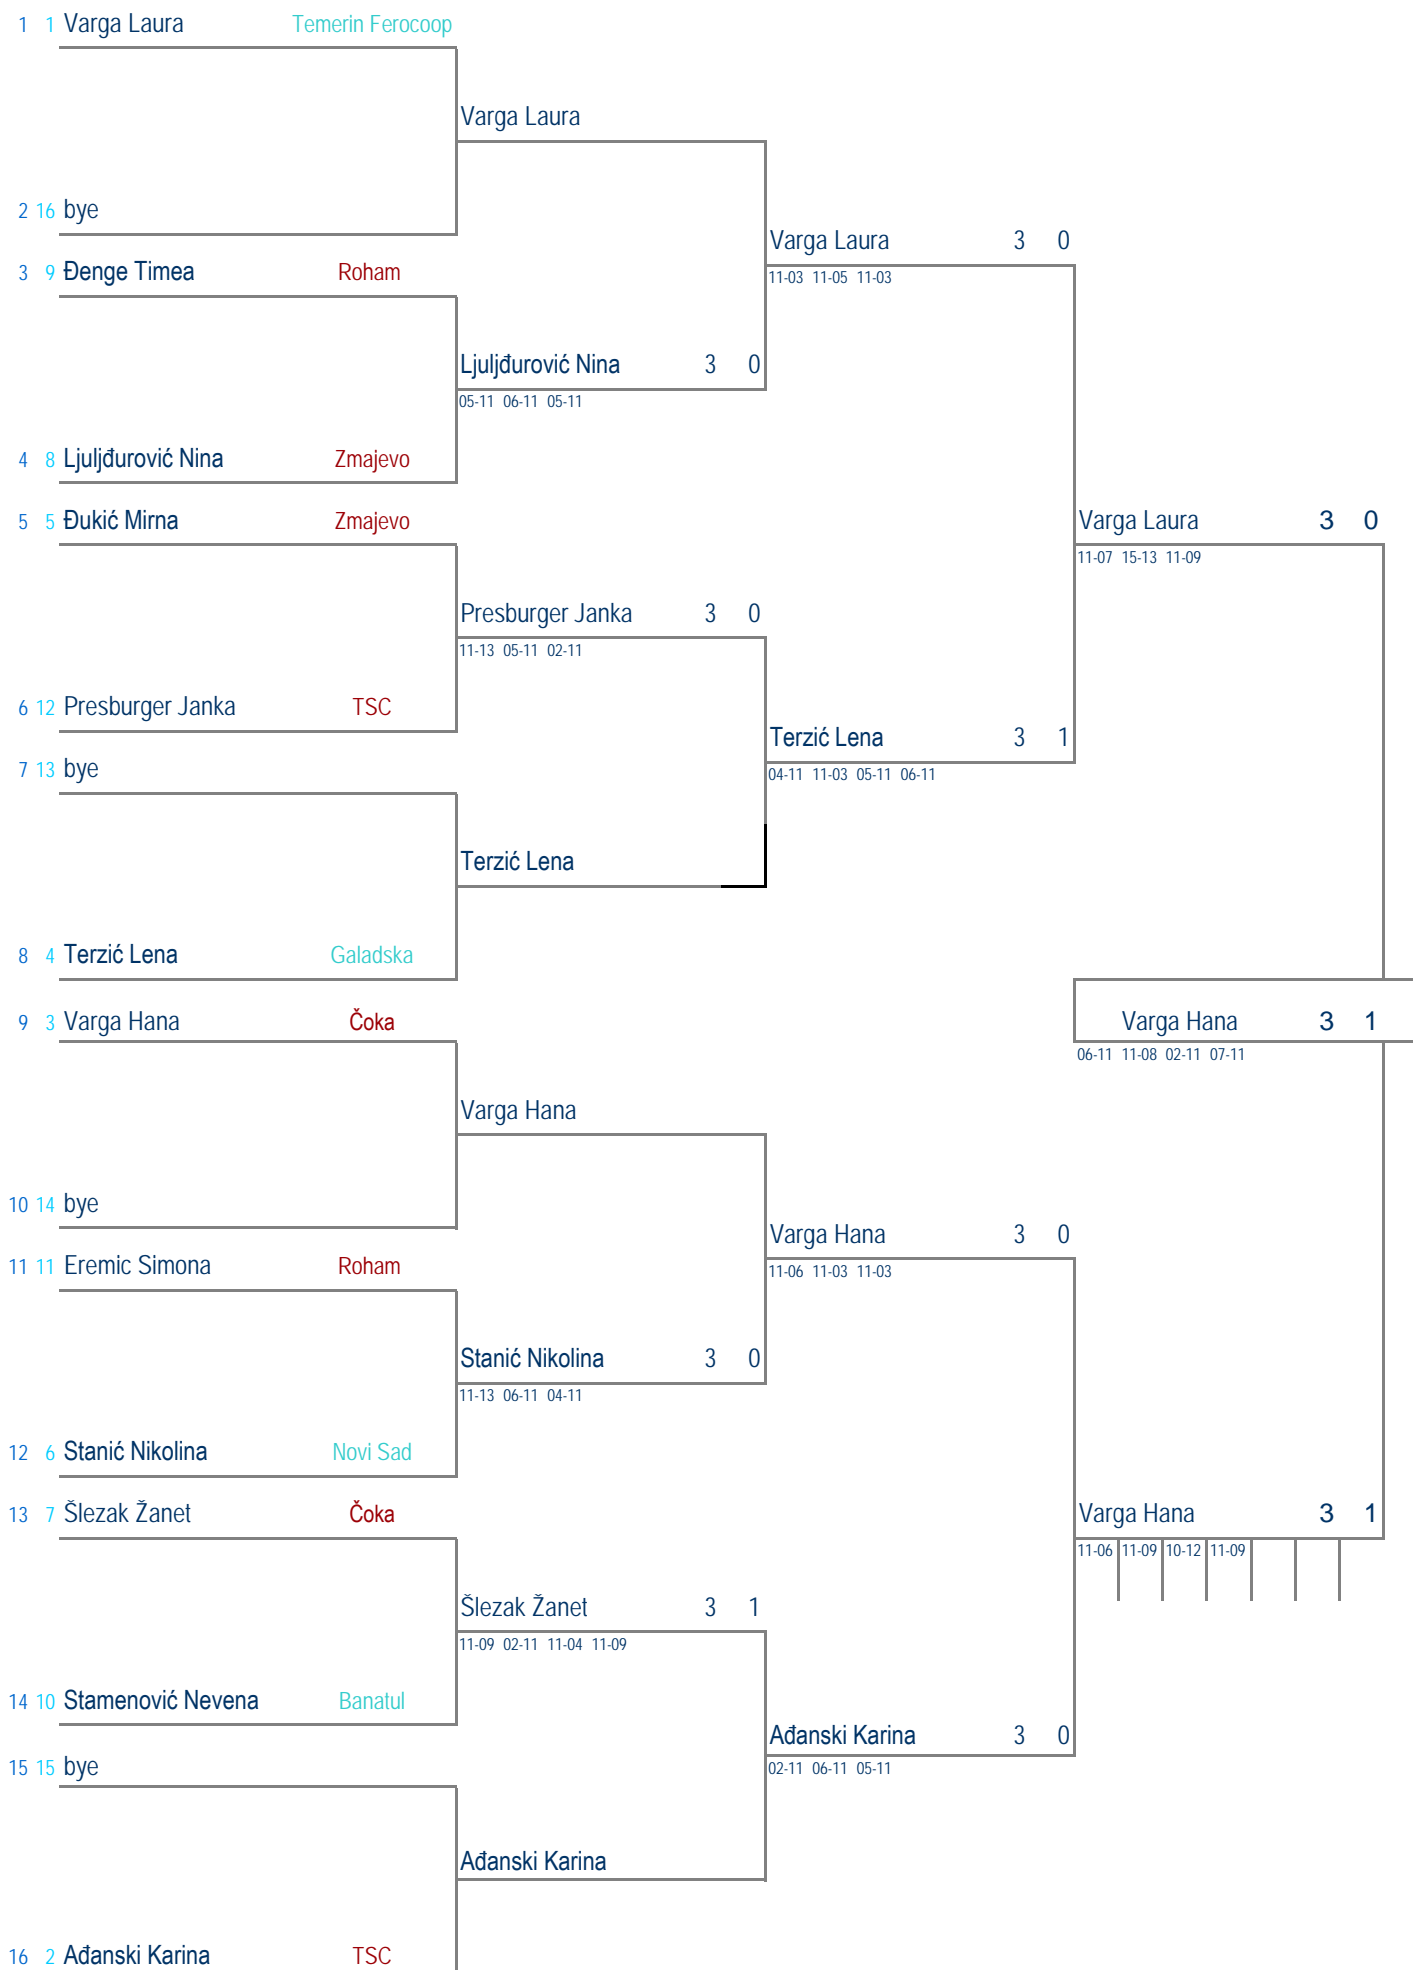 1 1 Varga Laura Temerin Ferocoop
Varga Laura
2 16 bye
Varga Laura 3 0
3 9 Đenge Timea Roham
11-03 11-05 11-03
Ljuljđurović Nina 3 0
05-11 06-11 05-11
4 8 Ljuljđurović Nina Zmajevo
5 5 Đukić Mirna Zmajevo
Varga Laura 3 0
11-07 15-13 11-09
Presburger Janka 3 0
11-13 05-11 02-11
6 12 Presburger Janka TSC
Terzić Lena 3 1
7 13 bye
04-11 11-03 05-11 06-11
Terzić Lena
8 4 Terzić Lena Galadska
9 3 Varga Hana Čoka
Varga Hana 3 1
06-11 11-08 02-11 07-11
Varga Hana
10 14 bye
Varga Hana 3 0
11 11 Eremic Simona Roham
11-06 11-03 11-03
Stanić Nikolina 3 0
11-13 06-11 04-11
12 6 Stanić Nikolina Novi Sad
13 7 Šlezak Žanet Čoka
Varga Hana 3 1
11-06 11-09 10-12 11-09
Šlezak Žanet 3 1
11-09 02-11 11-04 11-09
14 10 Stamenović Nevena Banatul
Ađanski Karina 3 0
15 15 bye
02-11 06-11 05-11
Ađanski Karina
16 2 Ađanski Karina TSC